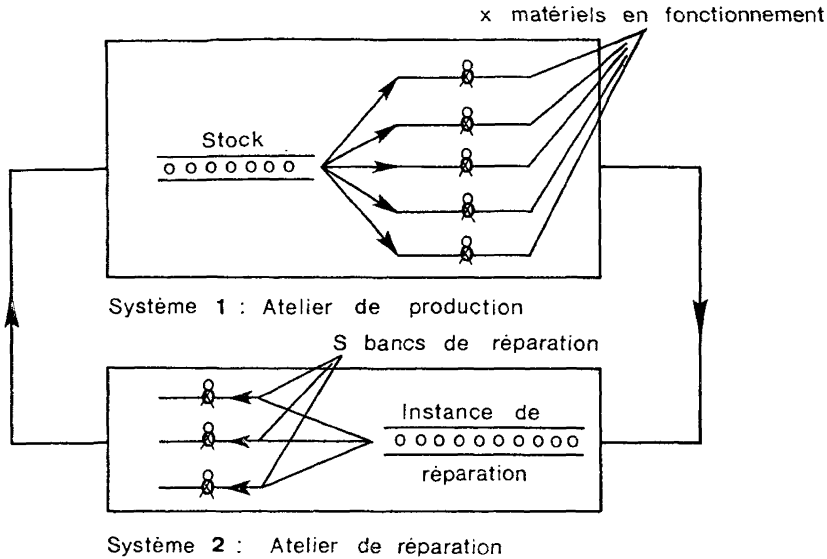 x matériels en fonctionnement
Stock
Système 1 : Atelier de production
S bancs de réparation
Instance de
réparation
Système 2 : Atelier de réparation